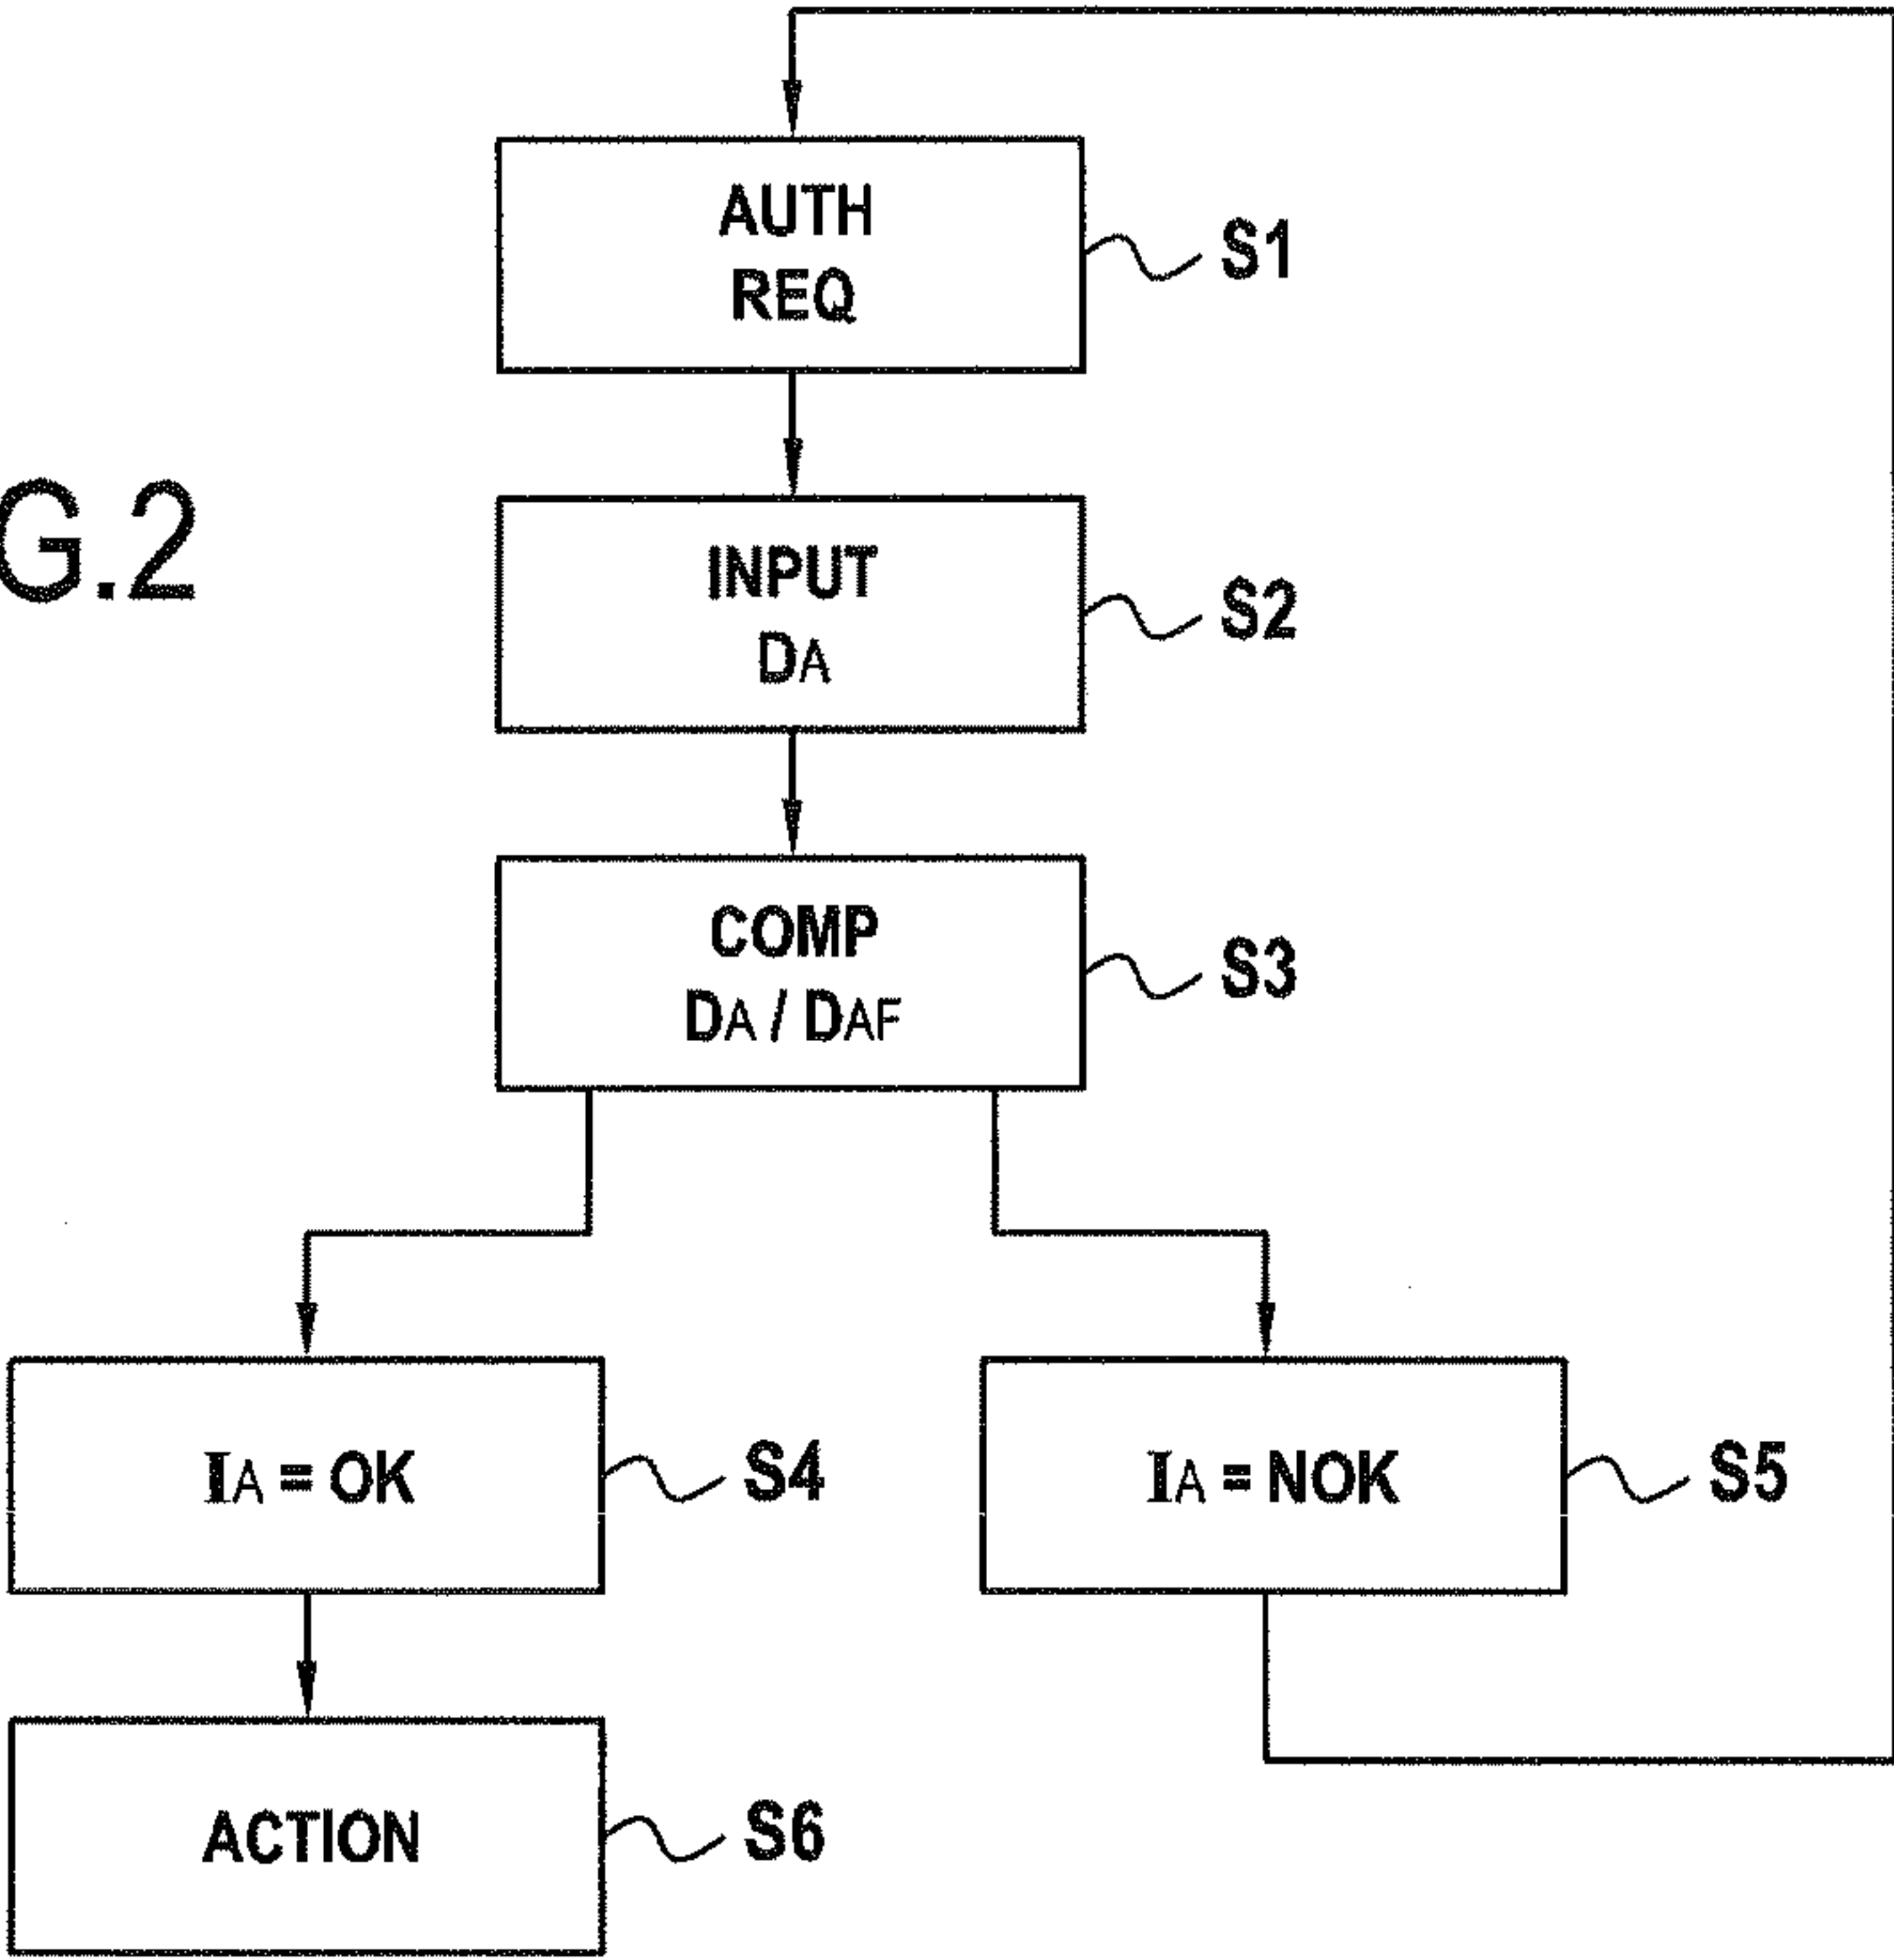 AUTH
REQ
S1
G.2
INPUT
DA
S2
COMP
DA / DAF
S3
IA = OK
S4
IA = NOK
S5
ACTION
S6